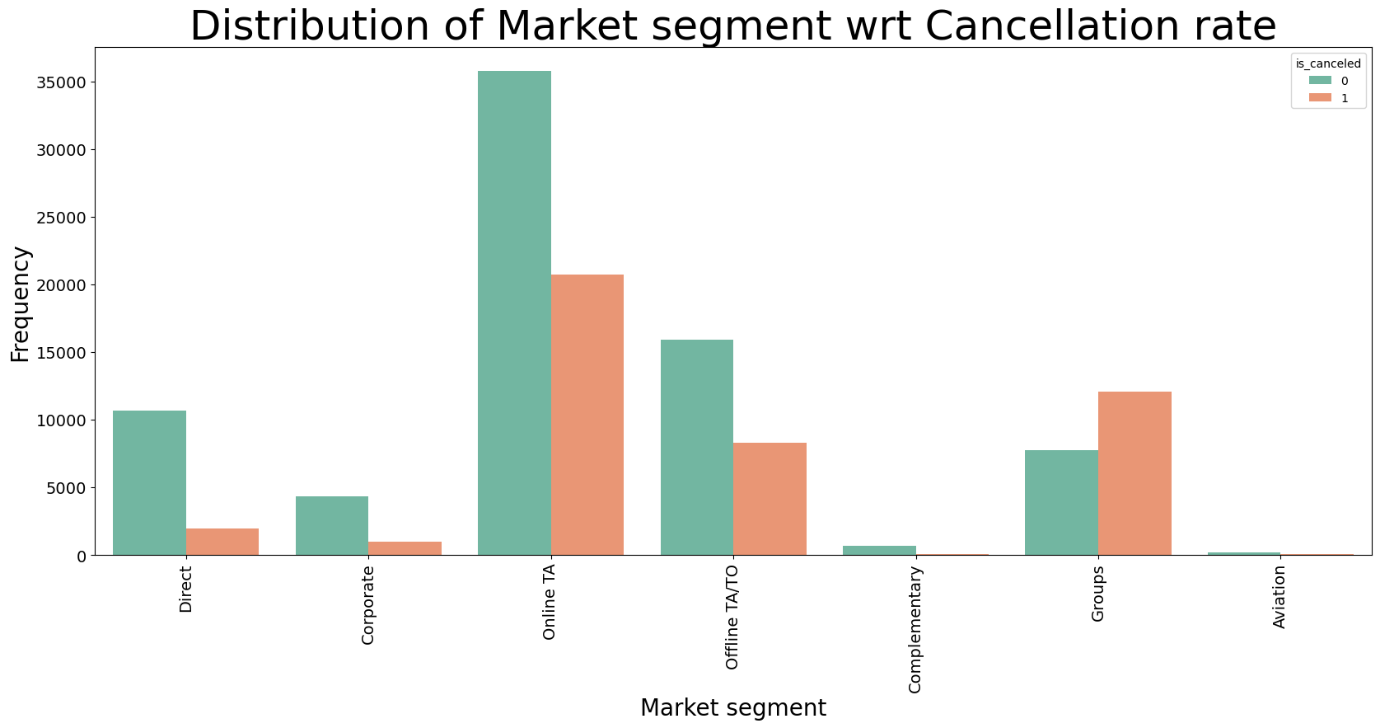 Distribution of Market segment wrt Cancellation rate
is_canceled
0
1
Frequency
35000
30000
25000
20000
15000
10000
5000
0
Direct
Corporate
Online TA
Offline TA/TO
Complementary
Groups
Aviation
Market segment